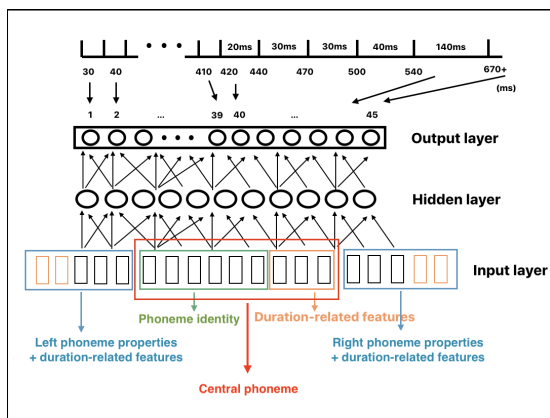 20ms 30ms 30ms 40ms 140ms
30 40 410 420 440 470 500 540 670+
(ms)
1 2 ... 39 40 ... 45
Output layer
Hidden layer
Input layer
Phoneme identity
Duration-related features
Left phoneme properties
+ duration-related features
Right phoneme properties
+ duration-related features
Central phoneme